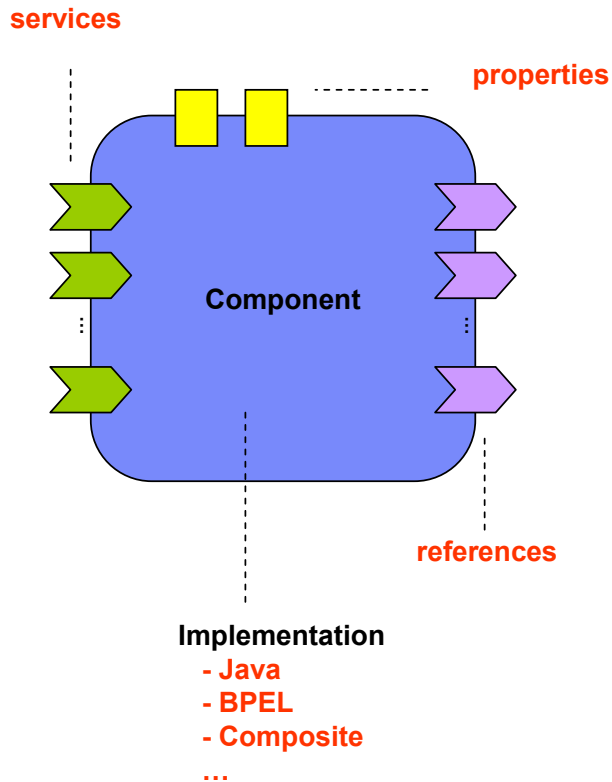 services
properties
...
Component
...
references
Implementation
- Java
- BPEL
- Composite
...